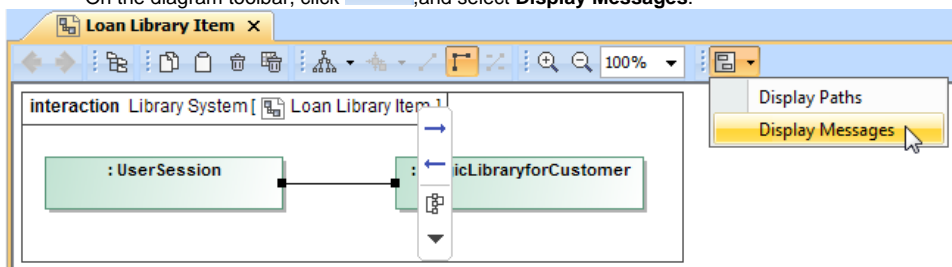 On the diagram toolbar, click ,and select Display Messages.
Loan Library Item X
100%
Display Paths
Display Messages
interaction Library System [ Loan Library Item ]
: UserSession
: icLibraryforCustomer